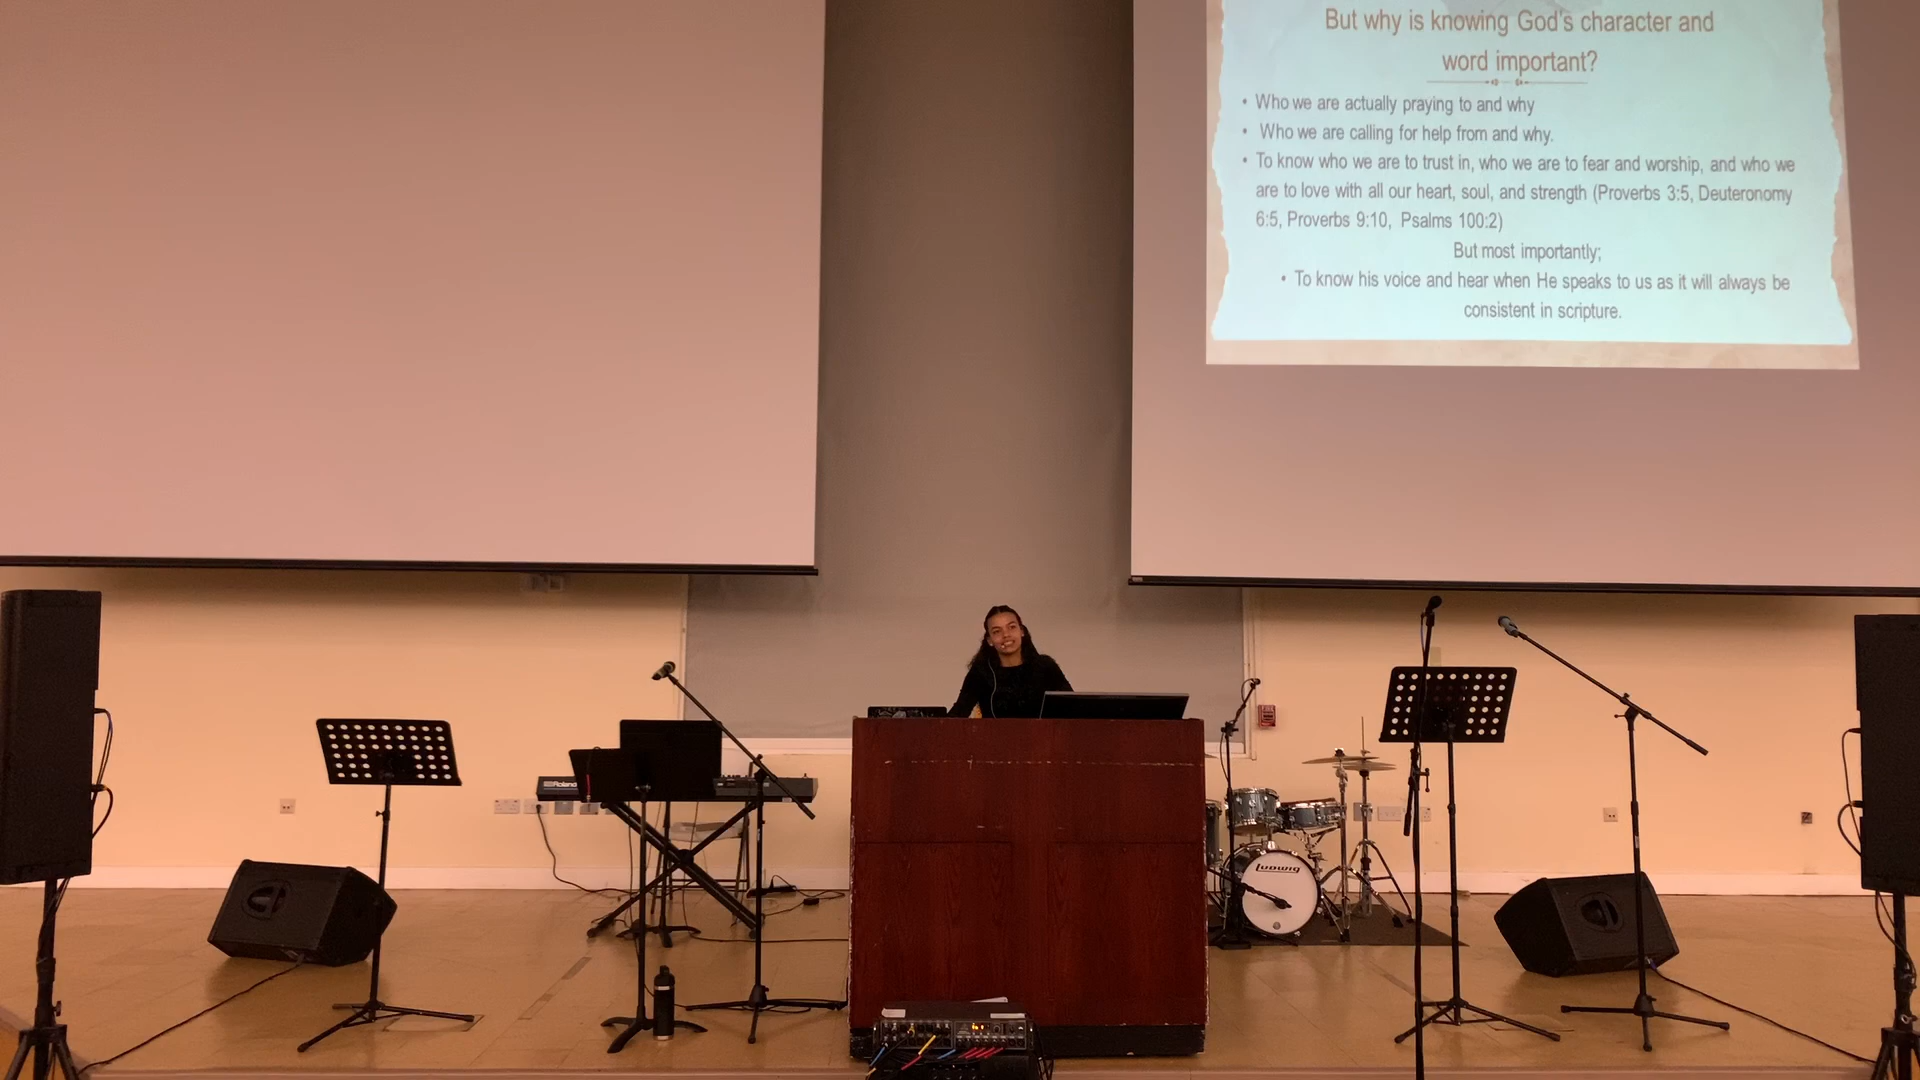 But why is knowing God's character and
word important?
• Who we are actually praying to and why
• Who we are calling for help from and why.
• To know who we are to trust in, who we are to fear and worship, and who we
are to love with all our heart, soul, and strength (Proverbs 3:5, Deuteronomy
6:5, Proverbs 9:10, Psalms 100:2)
But most importantly;
• To know his voice and hear when He speaks to us as it will always be
consistent in scripture.
Roland
Ludwig